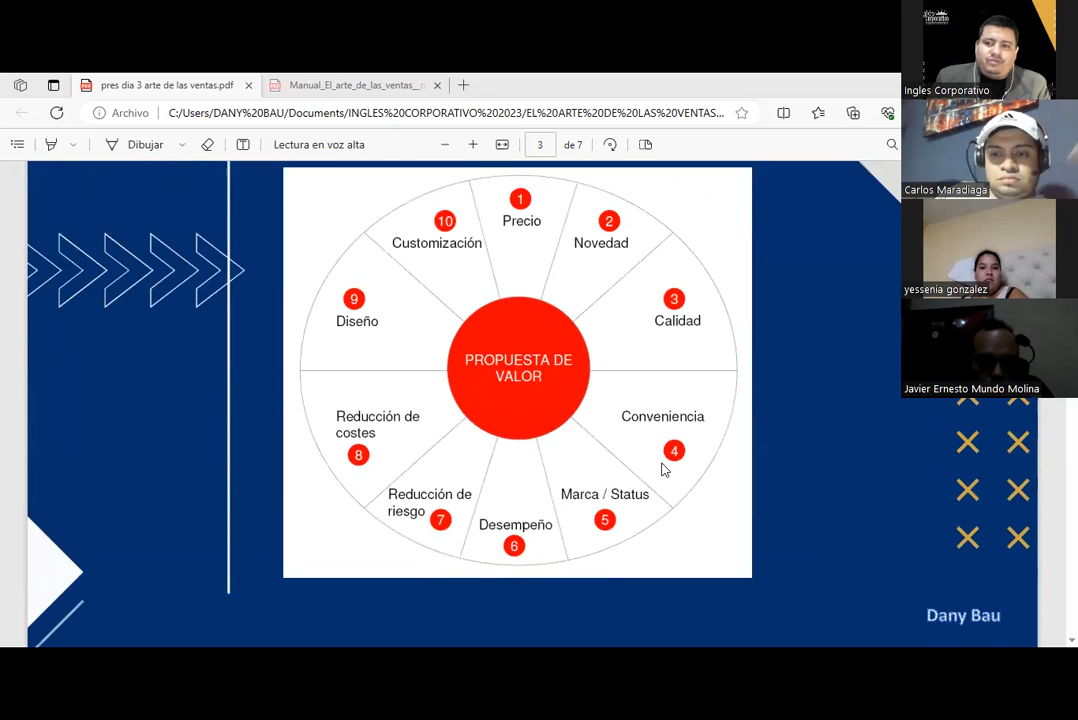 pres dia 3 arte de las ventas.pdf
Manual_El_arte_de_las_ventas_
Archivo
C:/Users/DANY%20BAU/Documents/INGLES%20CORPORATIVO%202023/EL%20ARTE%20DE%20LAS%20VENTAS...
Dibujar
Lectura en voz alta
3
de 7
1
Precio
2
Novedad
3
Calidad
Conveniencia
4
Marca / Status
5
Desempeño
6
Reducción de
riesgo
7
Reducción de
costes
8
9
Diseño
10
Customización
PROPUESTA DE
VALOR
Dany Bau
Ingles Corporativo
Carlos Maradiaga
yessenia gonzalez
Javier Ernesto Mundo Molina